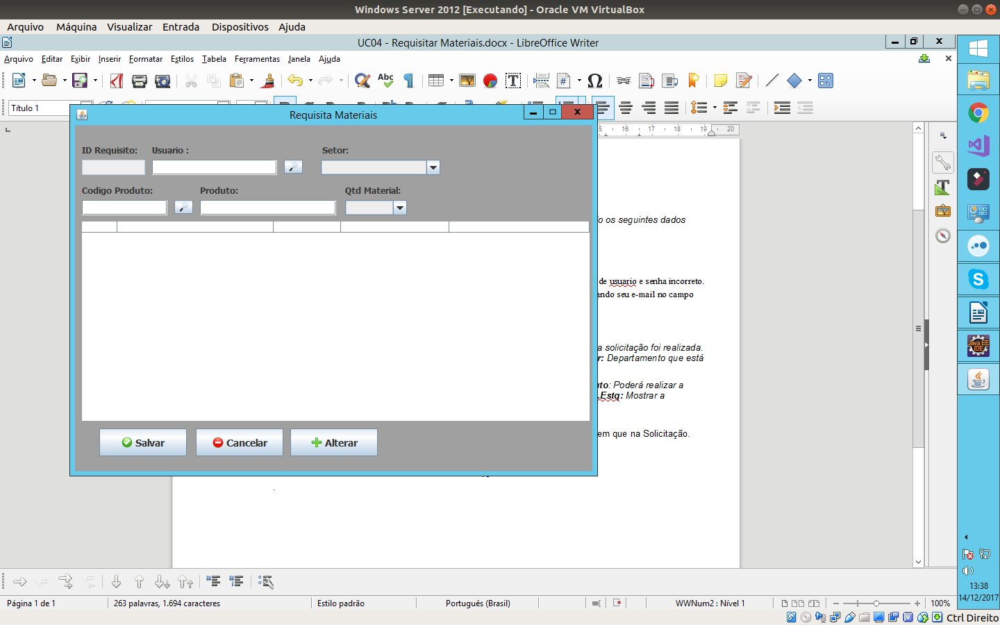 Windows Server 2012 [Executando] - Oracle VM VirtualBox
Arquivo Máquina Visualizar Entrada Dispositivos Ajuda
UC04 - Requisitar Materiais.docx - LibreOffice Writer
Arquivo Editar Exibir Inserir Formatar Estilos Tabela Ferramentas Janela Ajuda
Título 1
Requisita Materiais
15 16 17 18 19 20
ID Requisito: Usuario : Setor:
Codigo Produto: Produto: Qtd Material:
o os seguintes dados
de usuario e senha incorreto.
ando seu e-mail no campo
a solicitação foi realizada.
r: Departamento que está
uto: Poderá realizar a
.Estq: Mostrar a
em que na Solicitação.
Salvar Cancelar Alterar
.
Java EE
IDE
13:38
14/12/2017
Página 1 de 1 263 palavras, 1.694 caracteres Estilo padrão Português (Brasil) WWNum2 : Nível 1 100%
Ctrl Direito